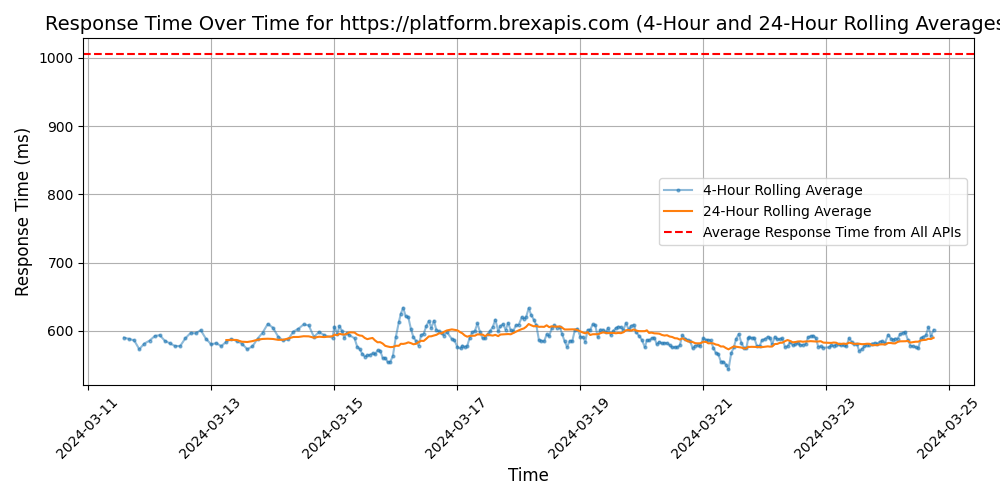 Response Time Over Time for https://platform.brexapis.com (4-Hour and 24-Hour Rolling Averages
Response Time (ms)
1000
900
800
700
600
4-Hour Rolling Average
24-Hour Rolling Average
Average Response Time from All APIs
2024-03-11
2024-03-13
2024-03-15
2024-03-17
2024-03-19
2024-03-21
2024-03-23
2024-03-25
Time